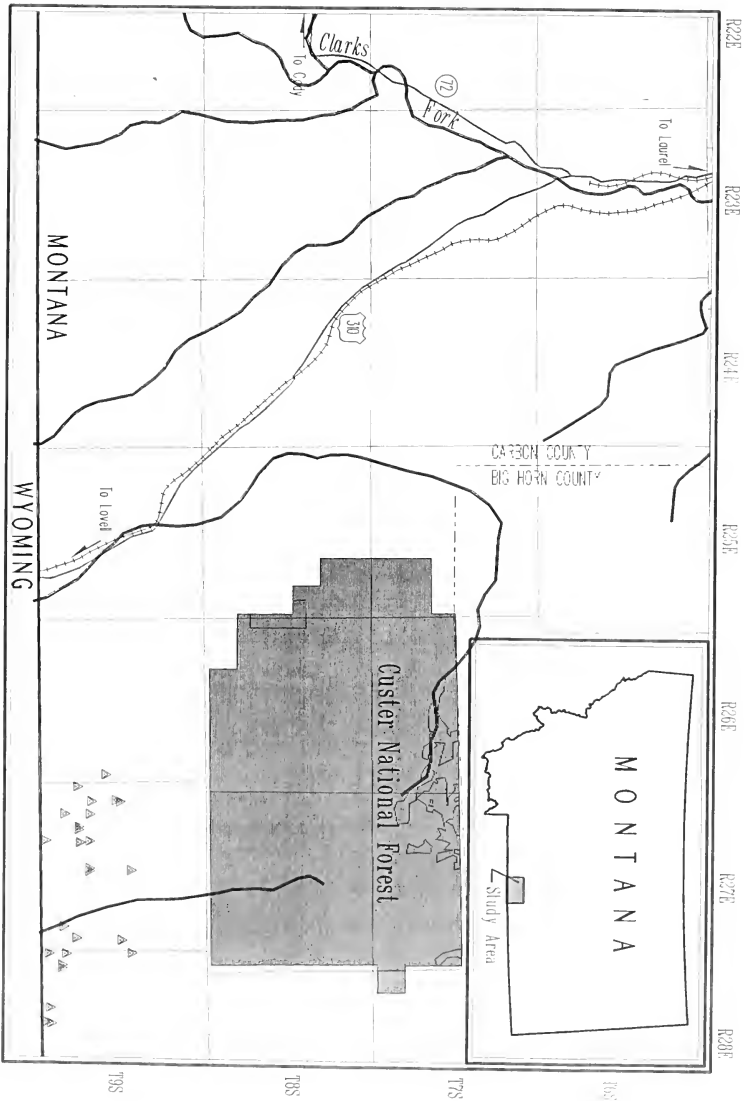 R22E
R23E
R24E
R25E
R26E
R27E
R28E
Clarks
Fork
72
To Cody
To Laurel
310
MONTANA
CARBON COUNTY
BIG HORN COUNTY
To Lovell
WYOMING
Custer National Forest
MONTANA
Study Area
T6S
T7S
T8S
T9S